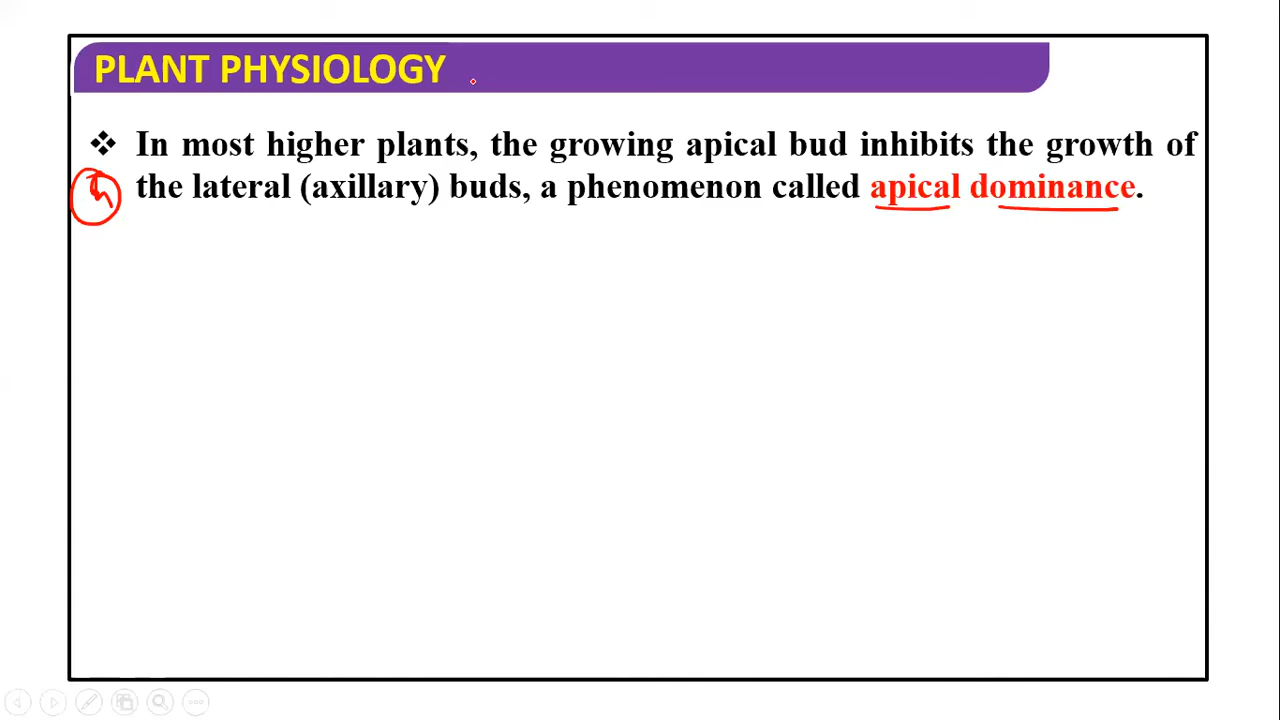 PLANT PHYSIOLOGY
❖ In most higher plants, the growing apical bud inhibits the growth of
the lateral (axillary) buds, a phenomenon called apical dominance.